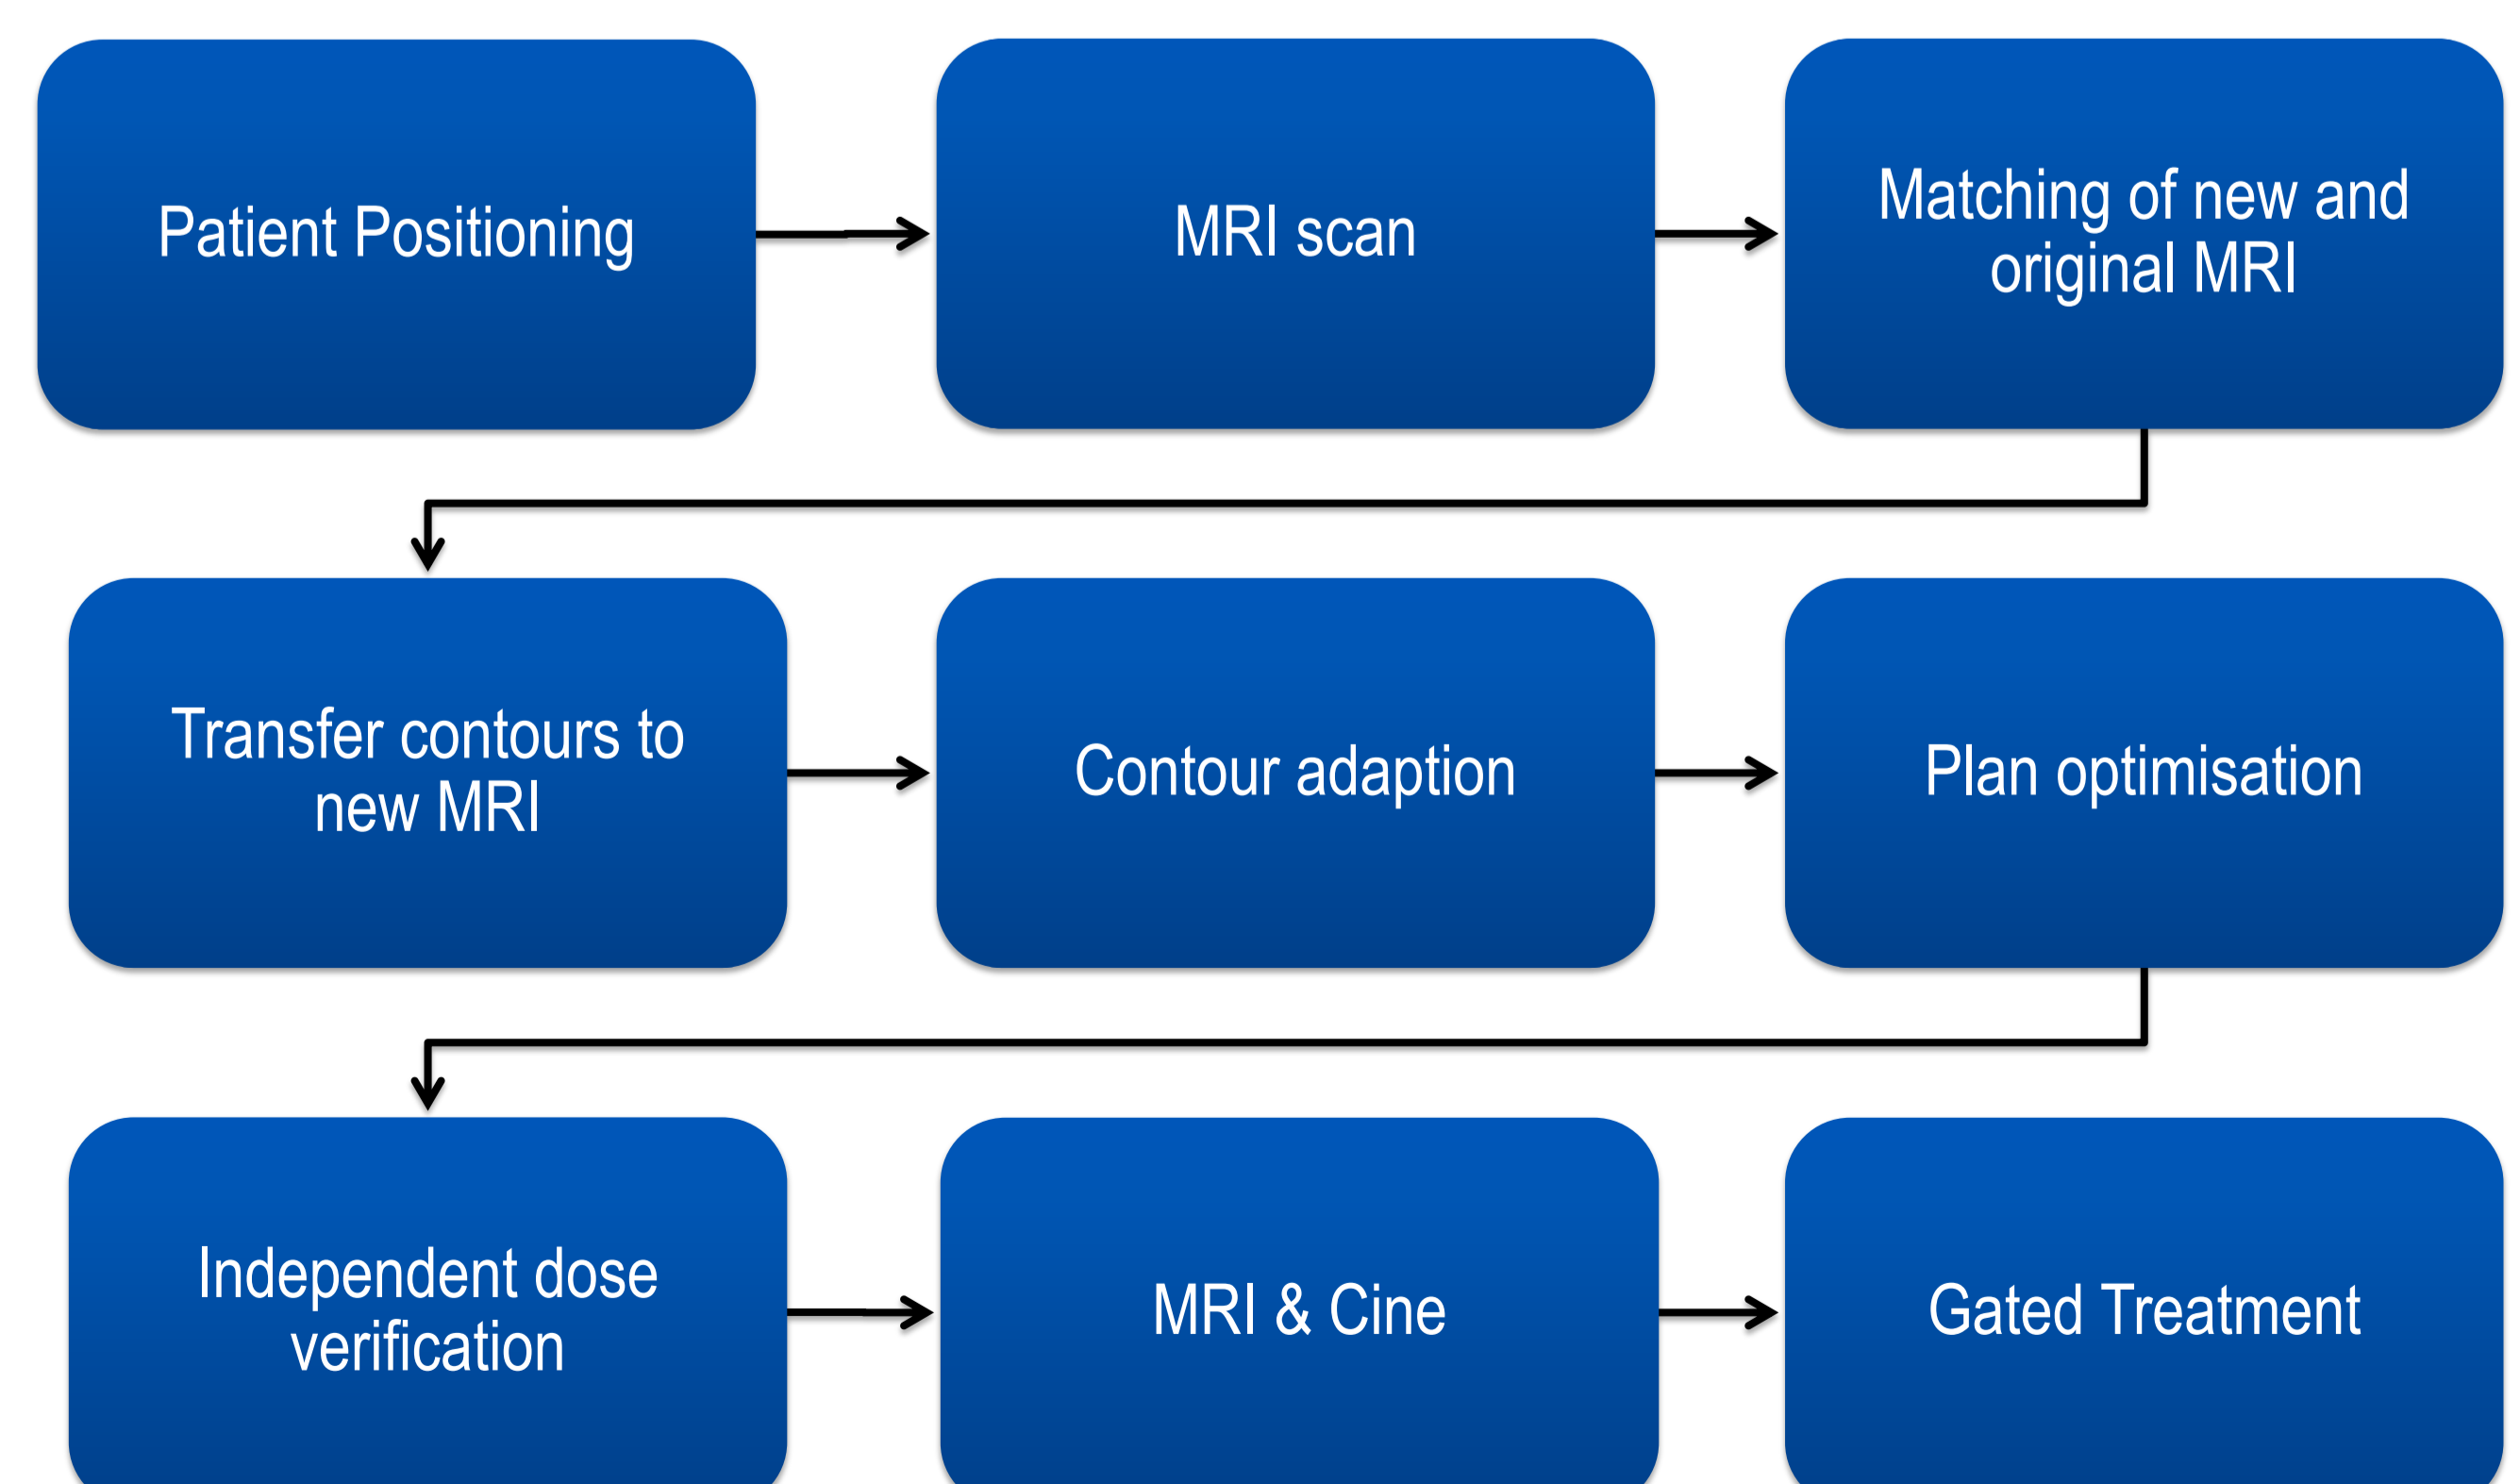 Patient Positioning
MRI scan
Matching of new and
original MRI
Transfer contours to
new MRI
Contour adaption
Plan optimisation
Independent dose
verification
MRI & Cine
Gated Treatment